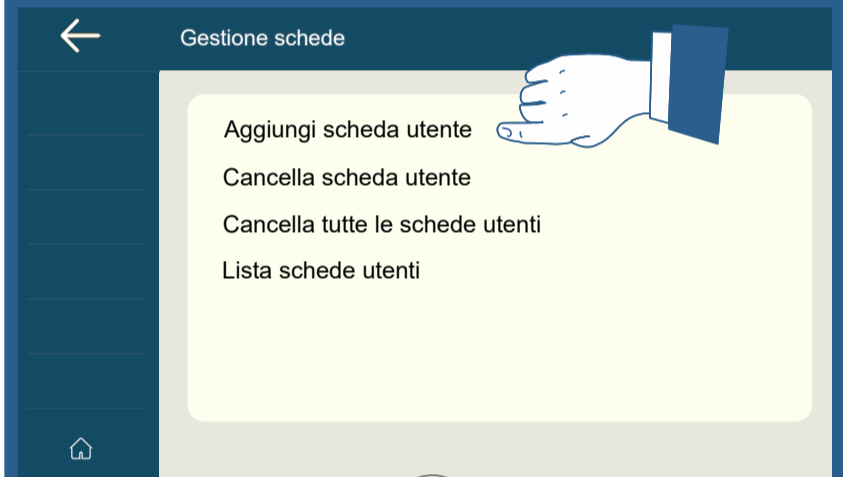 Gestione schede
Aggiungi scheda utente
Cancella scheda utente
Cancella tutte le schede utenti
Lista schede utenti